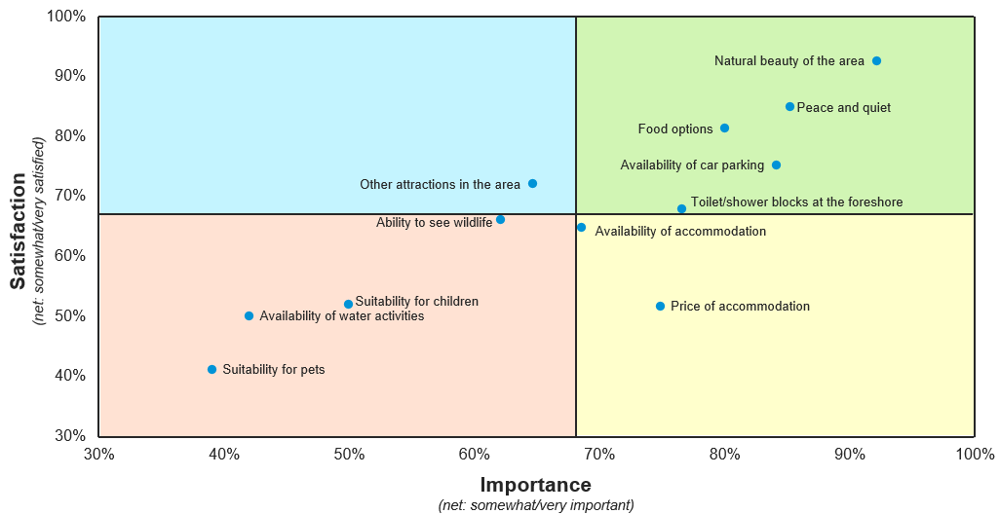 100%
90%
80%
70%
60%
50%
40%
30%
Satisfaction
(net: somewhat/very satisfied)
Natural beauty of the area
Peace and quiet
Food options
Availability of car parking
Other attractions in the area
Toilet/shower blocks at the foreshore
Ability to see wildlife
Availability of accommodation
Suitability for children
Price of accommodation
Availability of water activities
Suitability for pets
30%
40%
50%
60%
70%
80%
90%
100%
Importance
(net: somewhat/very important)